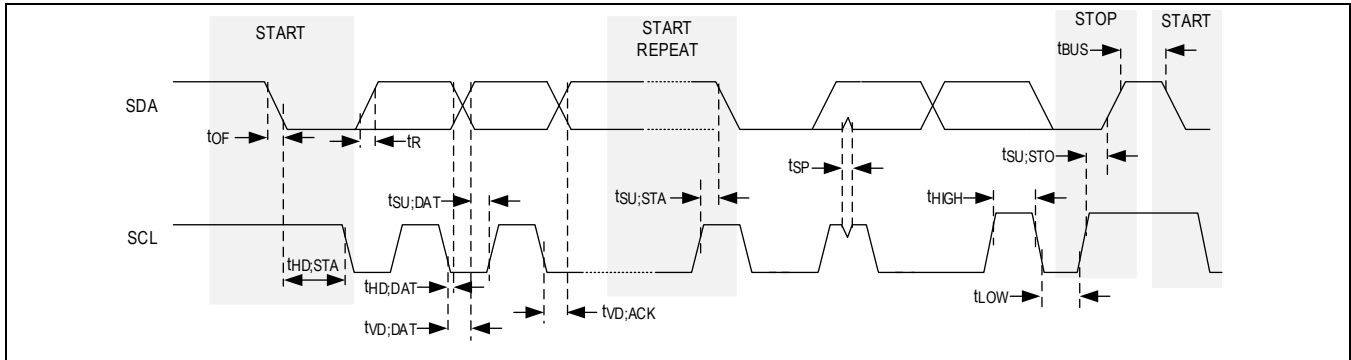 START
START
REPEAT
STOP
START
tBUS
SDA
tOF
tR
tSP
tSU;STO
tSU;DAT
tSU;STA
tHIGH
SCL
tHD;STA
tHD;DAT
tVD;ACK
tLOW
tVD;DAT